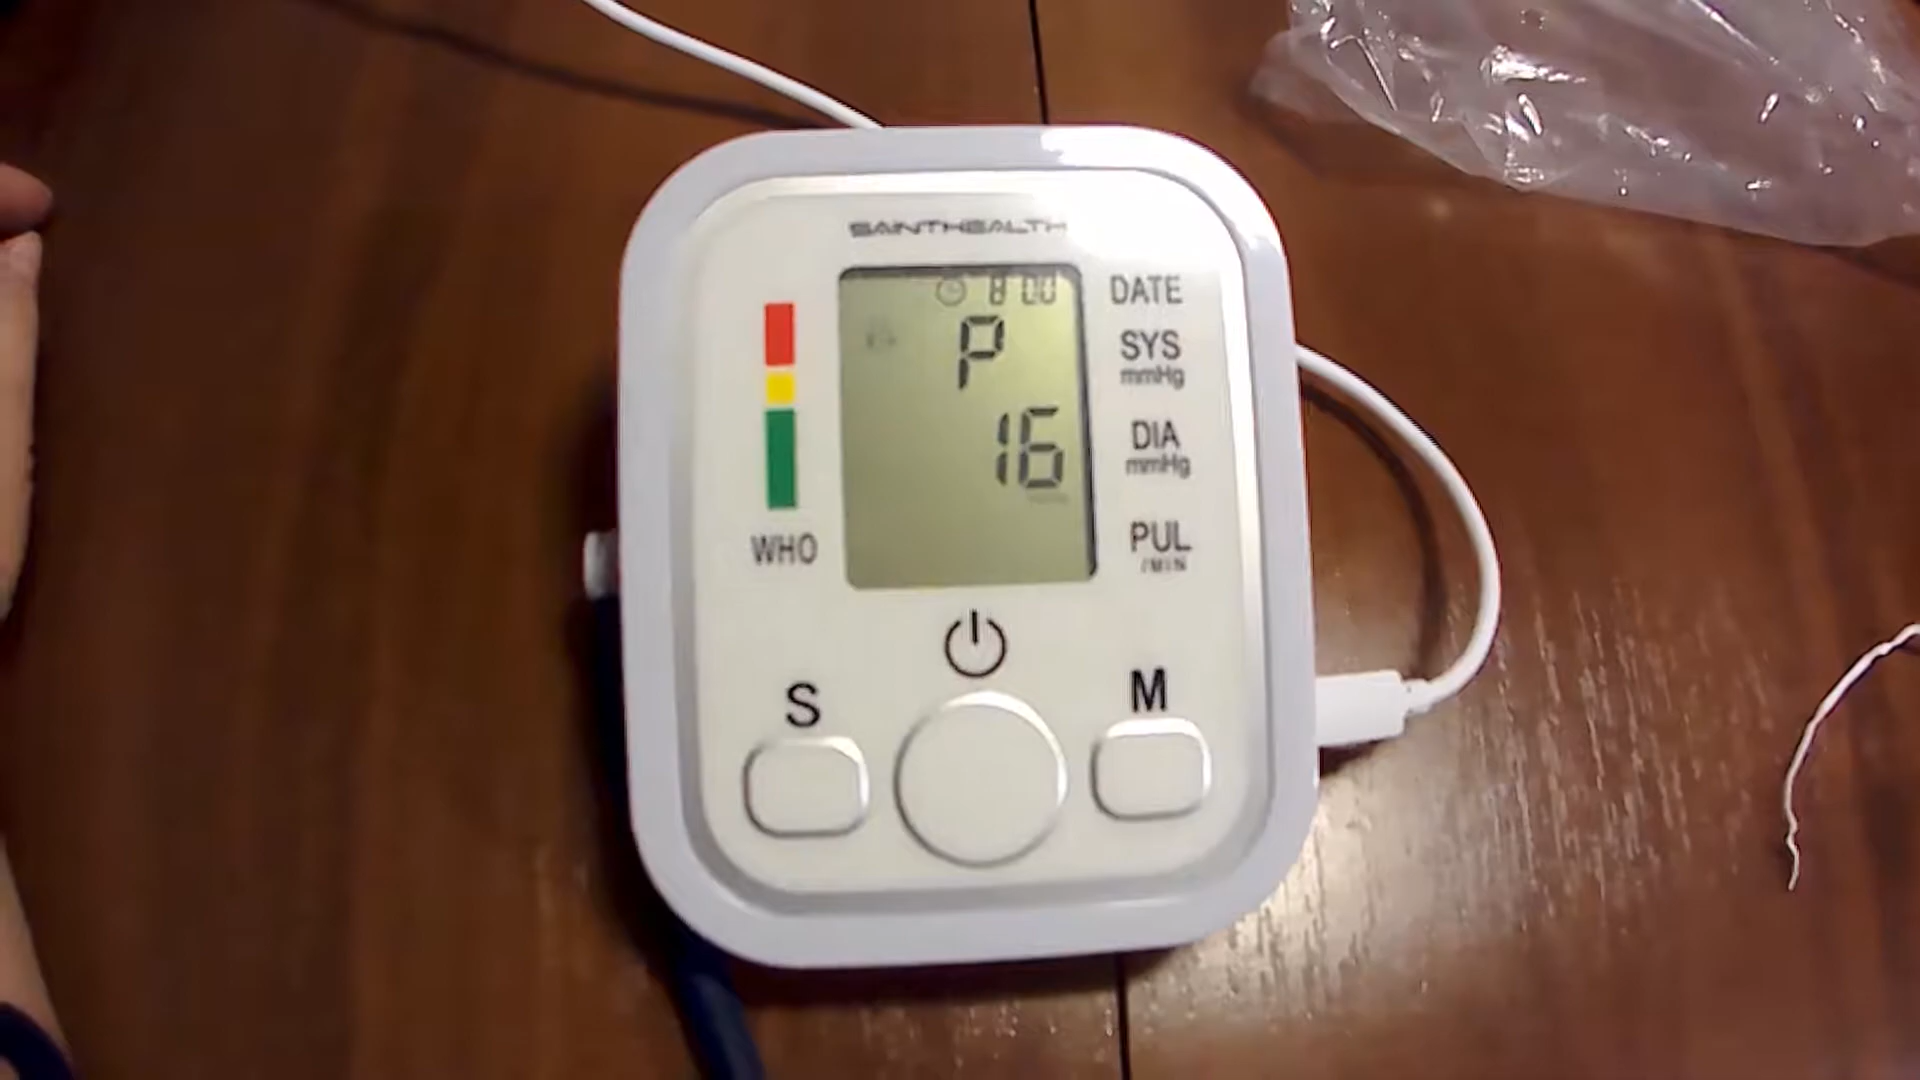 SAINTHEALTH
8 00 DATE
P SYS
mmHg
16 DIA
mmHg
PUL
/MIN
WHO
S
M